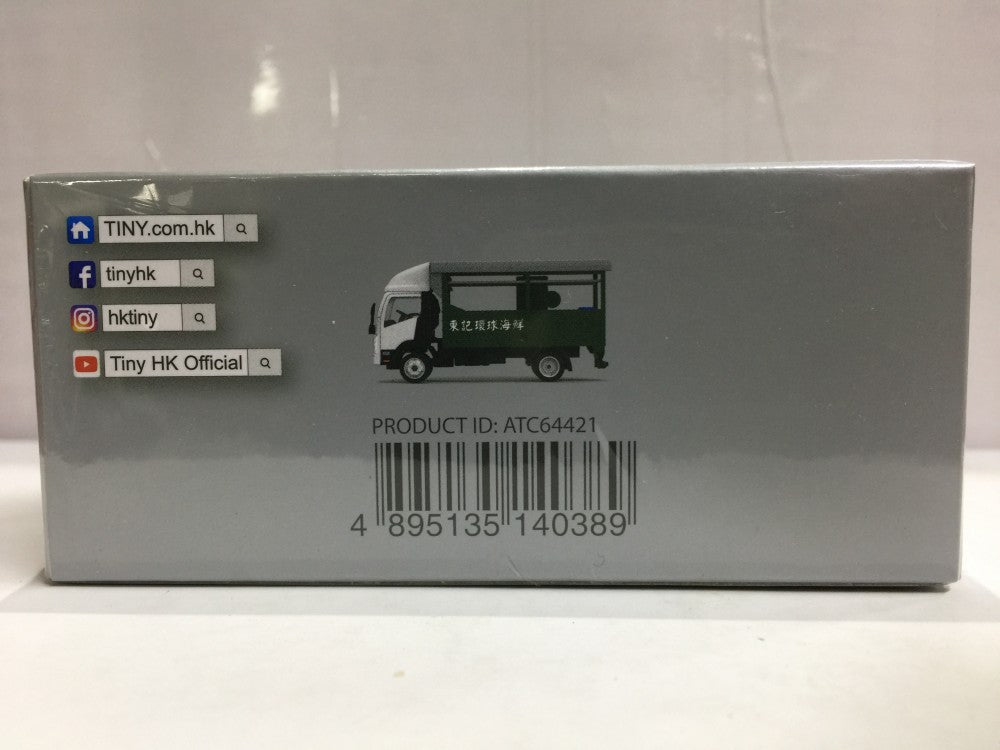 TINY.com.hk
tinyhk
hktiny
Tiny HK Official
東記環球海鮮
PRODUCT ID: ATC64421
4 895135 140389